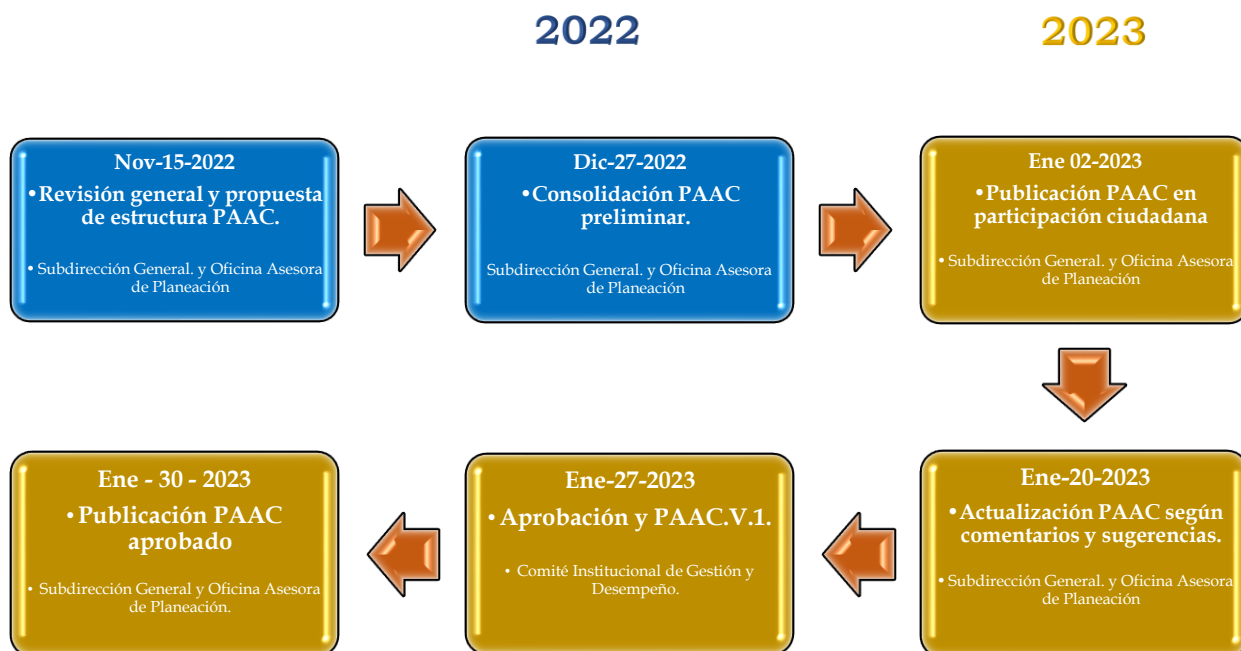 2022
2023
Nov-15-2022
•Revisión general y propuesta
de estructura PAAC.
• Subdirección General. y Oficina Asesora
de Planeación
Dic-27-2022
•Consolidación PAAC
preliminar.
Subdirección General. y Oficina Asesora
de Planeación
Ene 02-2023
•Publicación PAAC en
participación ciudadana
• Subdirección General. y Oficina Asesora
de Planeación
Ene-20-2023
•Actualización PAAC según
comentarios y sugerencias.
• Subdirección General. y Oficina Asesora
de Planeación
Ene-27-2023
• Aprobación y PAAC.V.1.
• Comité Institucional de Gestión y
Desempeño.
Ene - 30 - 2023
• Publicación PAAC
aprobado
• Subdirección General y Oficina Asesora
de Planeación.